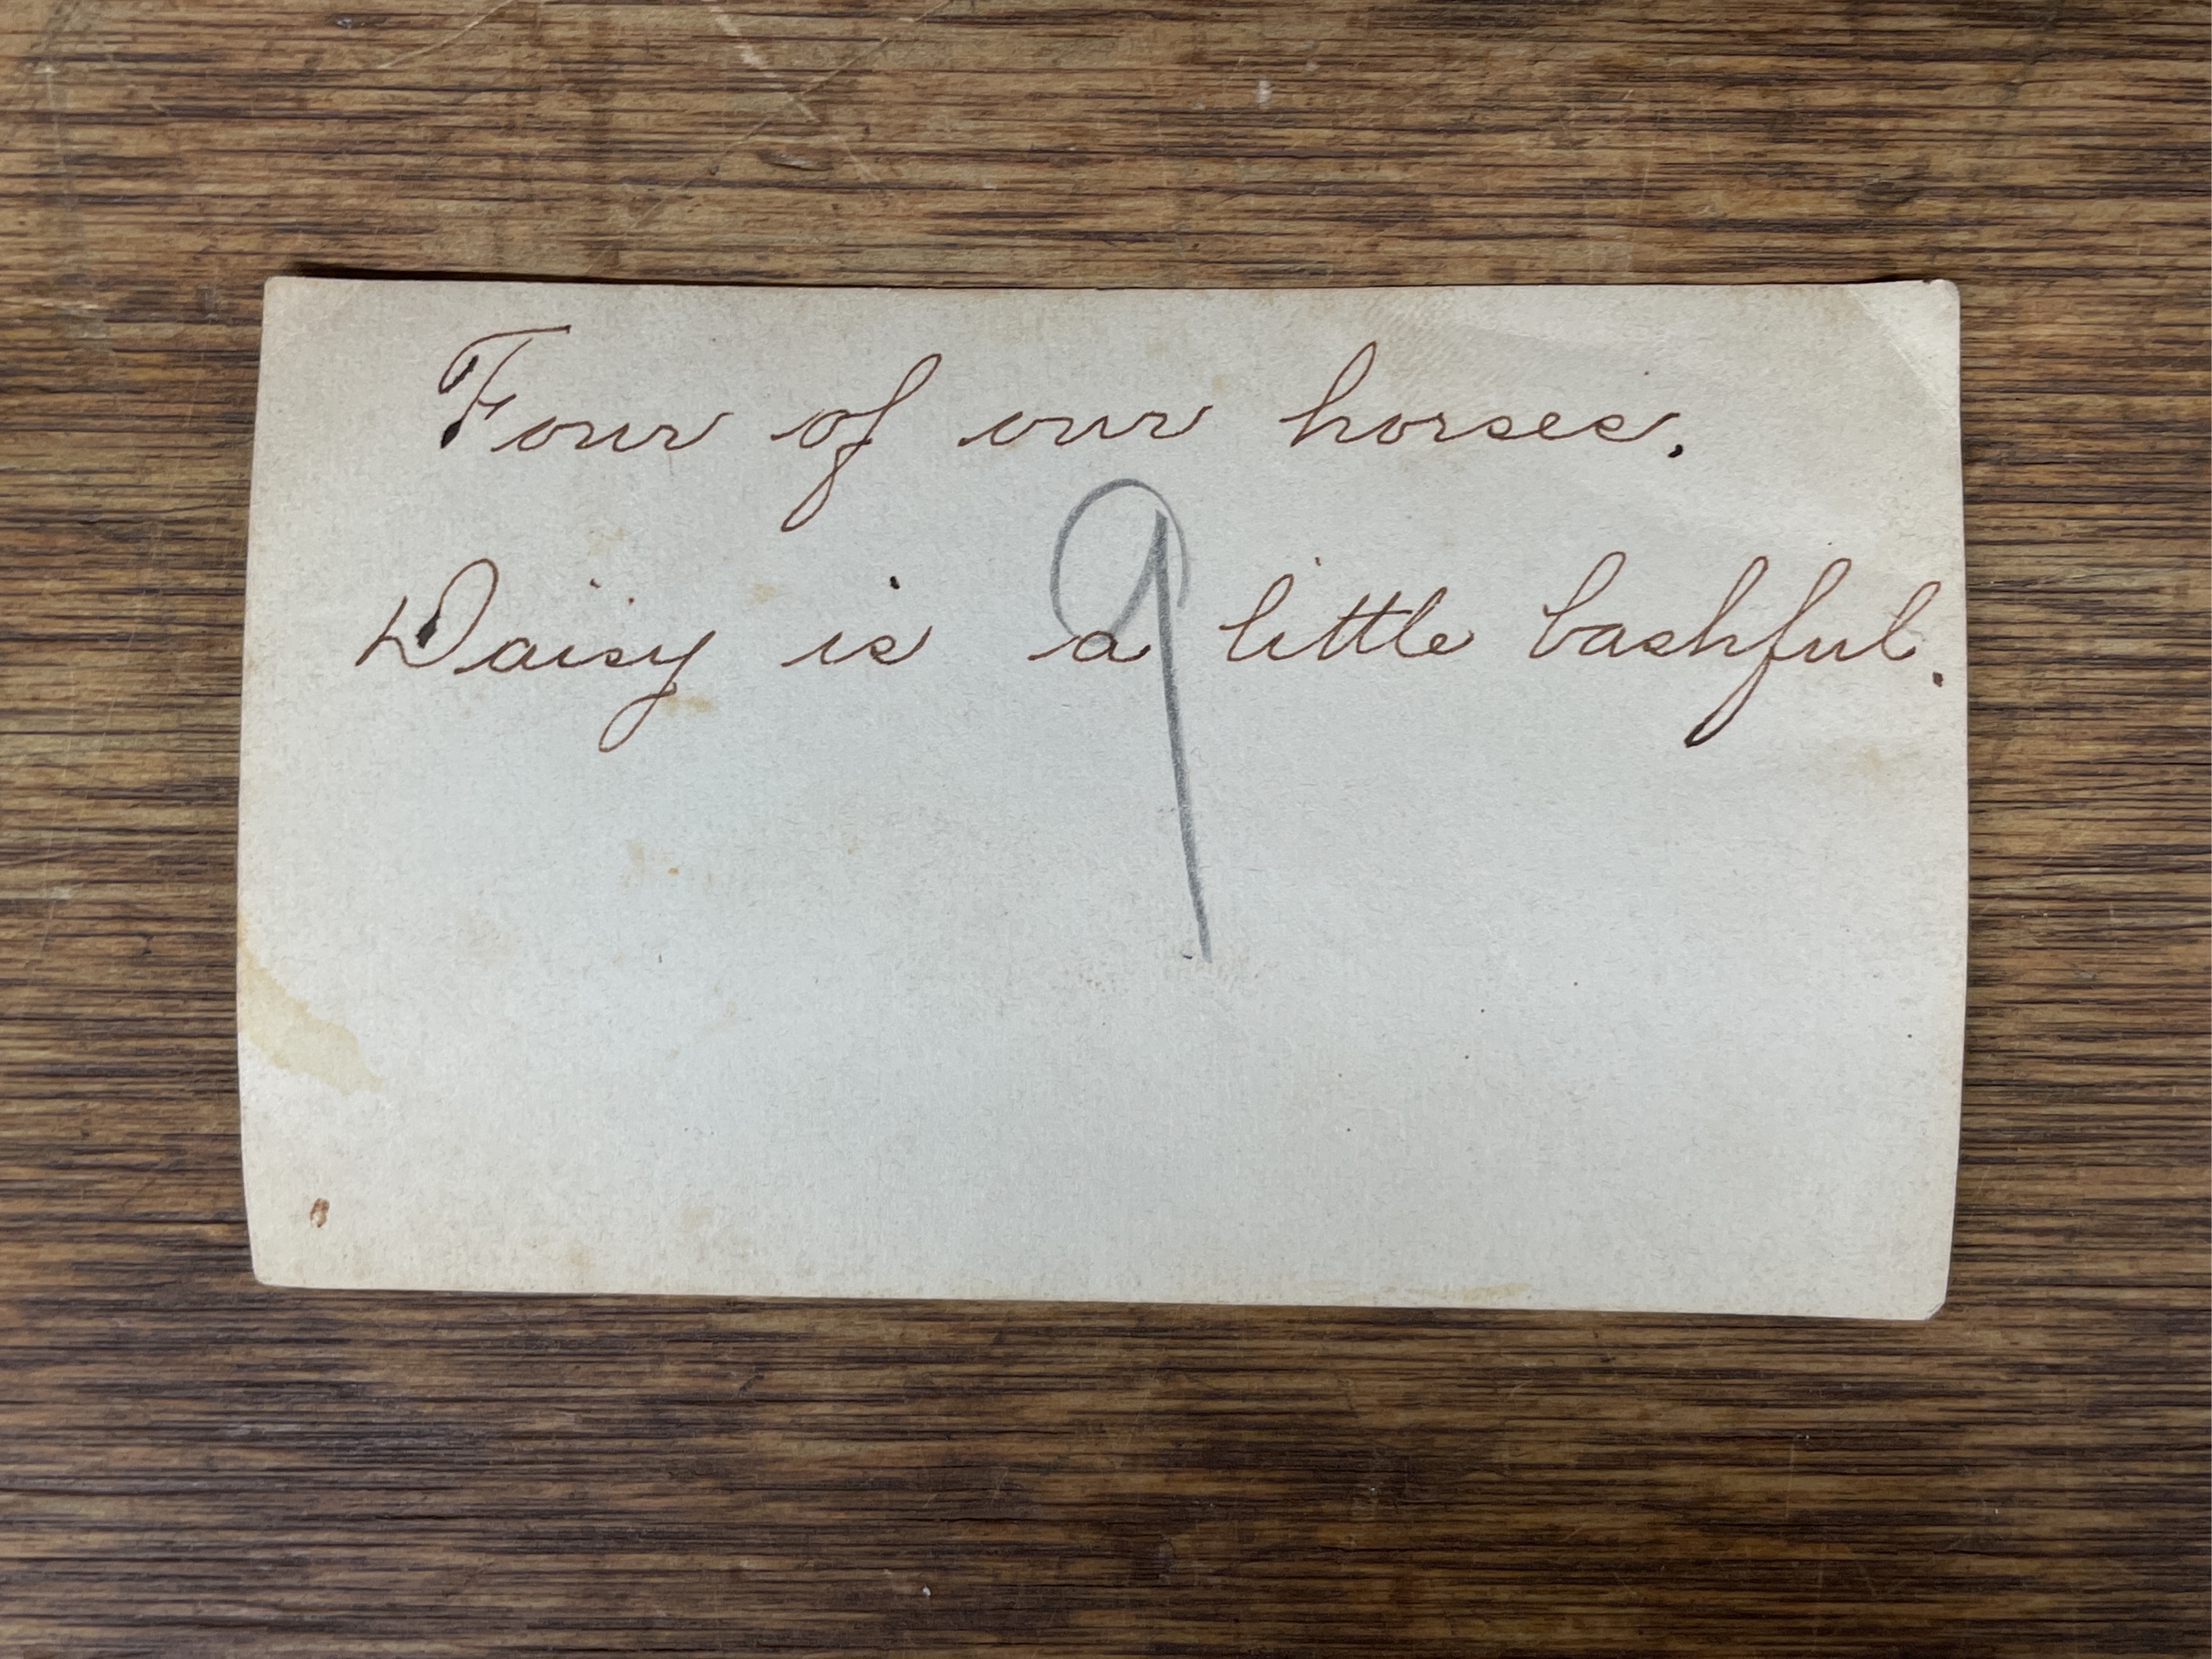 Four of our horses.
9
Daisy is a little bashful.